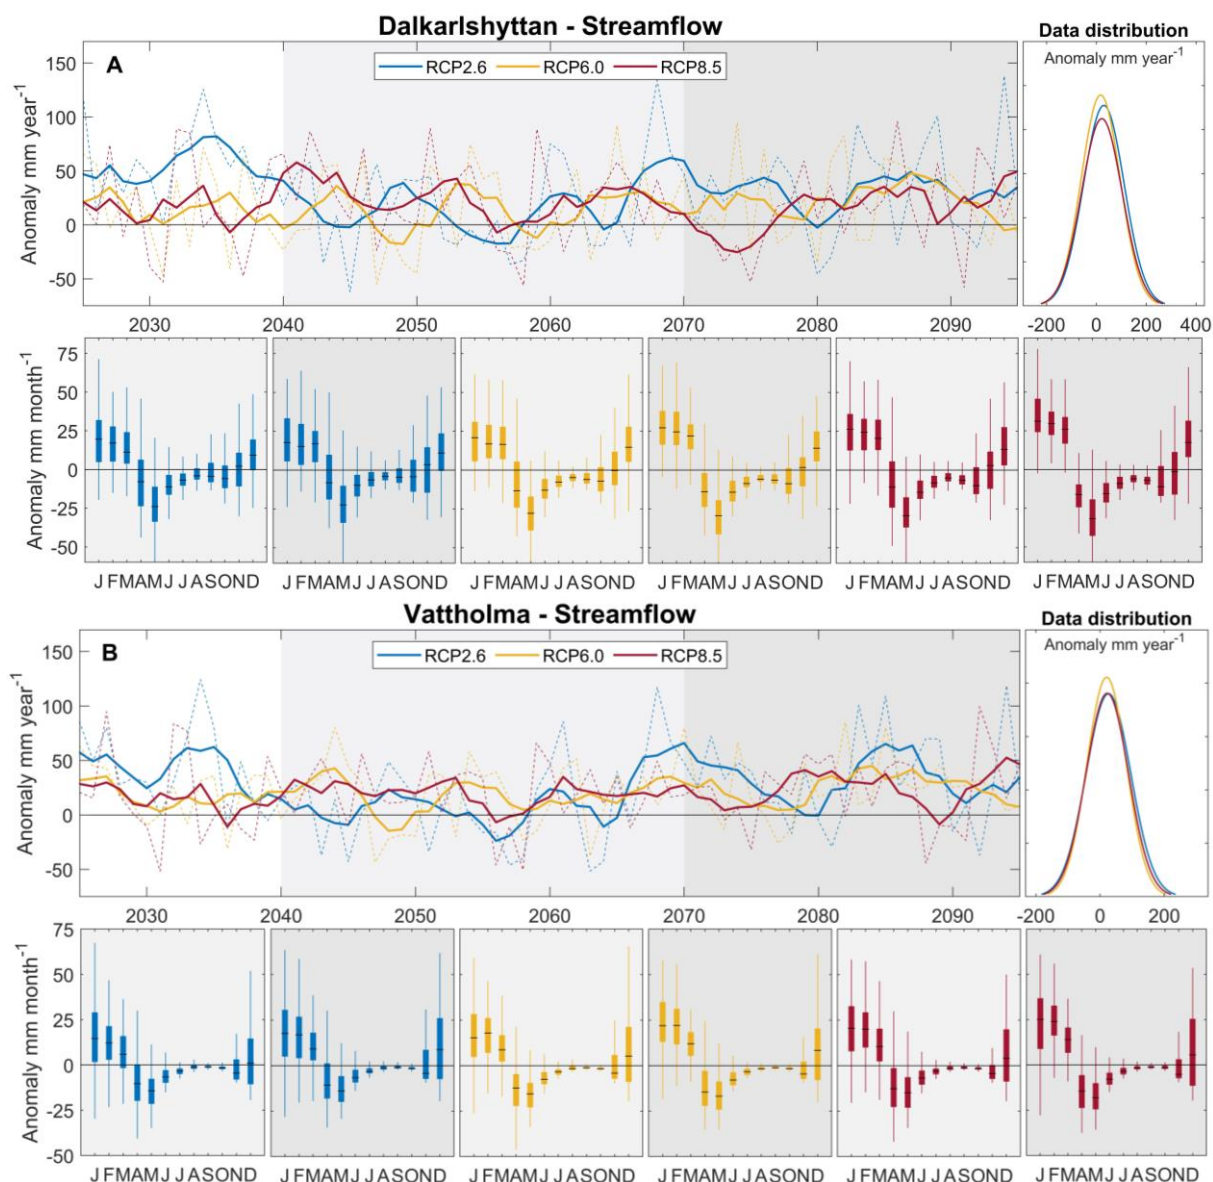 Dalkarlshyttan - Streamflow
Data distribution
A
RCP2.6 RCP6.0 RCP8.5
Anomaly mm year-1
Anomaly mm year-1
150
100
50
0
-50
2030 2040 2050 2060 2070 2080 2090
-200 0 200 400
Anomaly mm month-1
75
50
25
0
-25
-50
J FMAMJ J ASOND J FMAMJ J ASOND J FMAMJ J ASOND J FMAMJ J ASOND J FMAMJ J ASOND J FMAMJ J ASOND
Vattholma - Streamflow
Data distribution
B
RCP2.6 RCP6.0 RCP8.5
Anomaly mm year-1
Anomaly mm year-1
150
100
50
0
-50
2030 2040 2050 2060 2070 2080 2090
-200 0 200
Anomaly mm month-1
75
50
25
0
-25
-50
J FMAMJ J ASOND J FMAMJ J ASOND J FMAMJ J ASOND J FMAMJ J ASOND J FMAMJ J ASOND J FMAMJ J ASOND